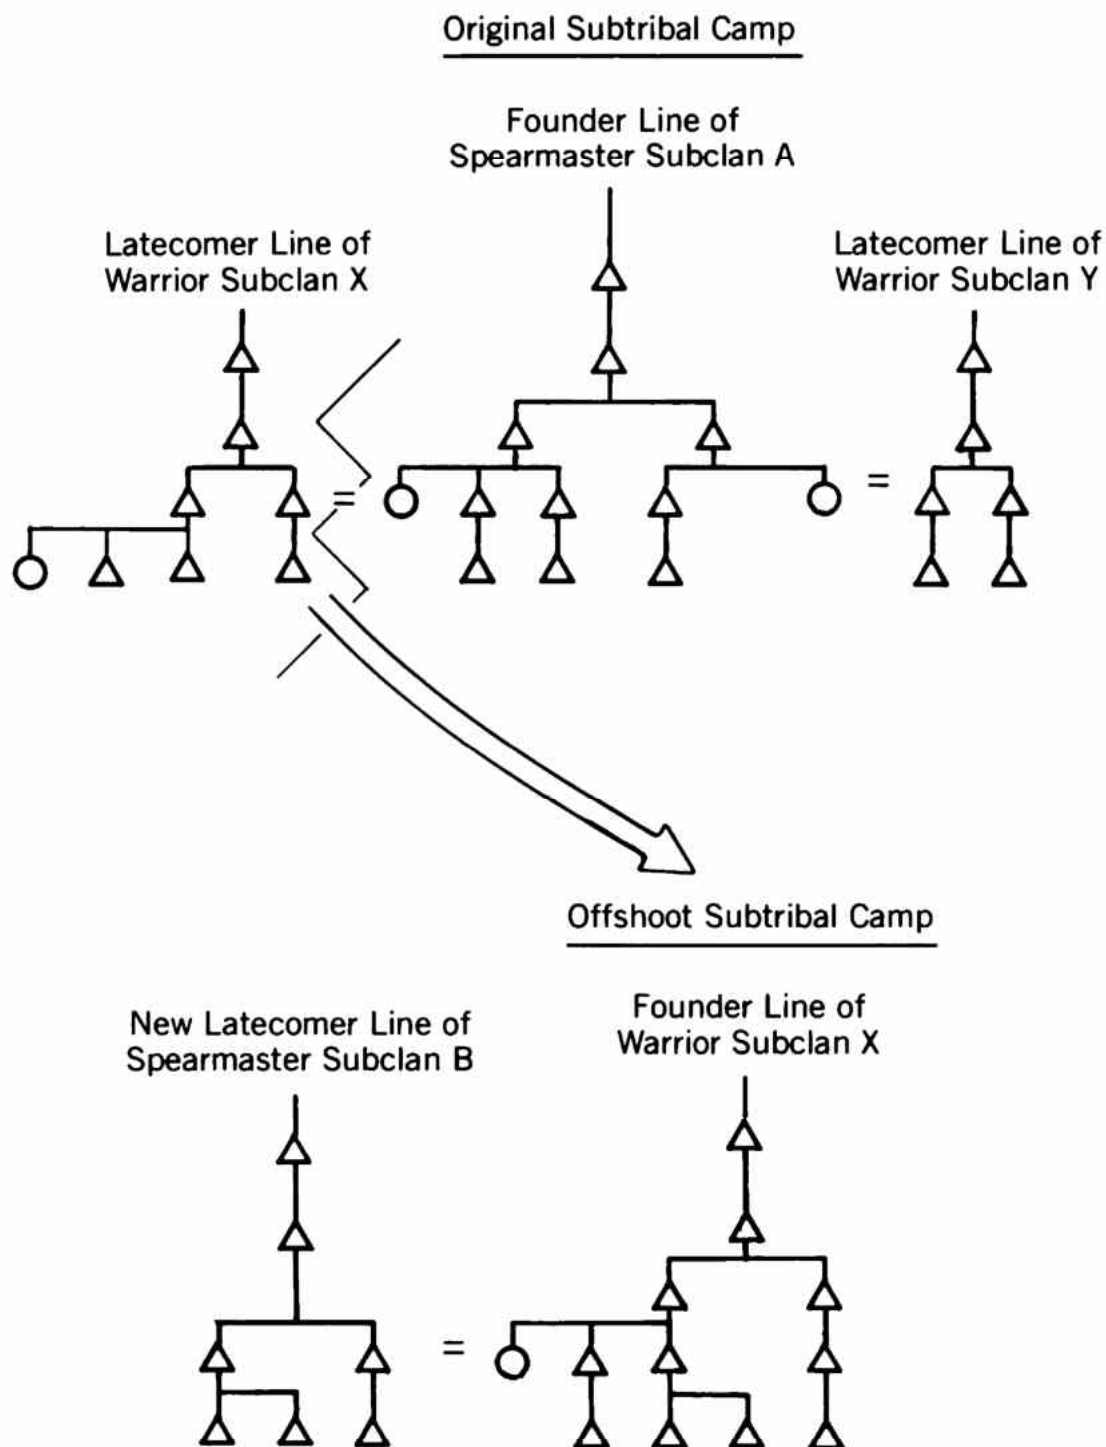 Original Subtribal Camp
Founder Line of
Spearmaster Subclan A
Latecomer Line of
Warrior Subclan X
Latecomer Line of
Warrior Subclan Y
=
=
Offshoot Subtribal Camp
New Latecomer Line of
Spearmaster Subclan B
Founder Line of
Warrior Subclan X
=